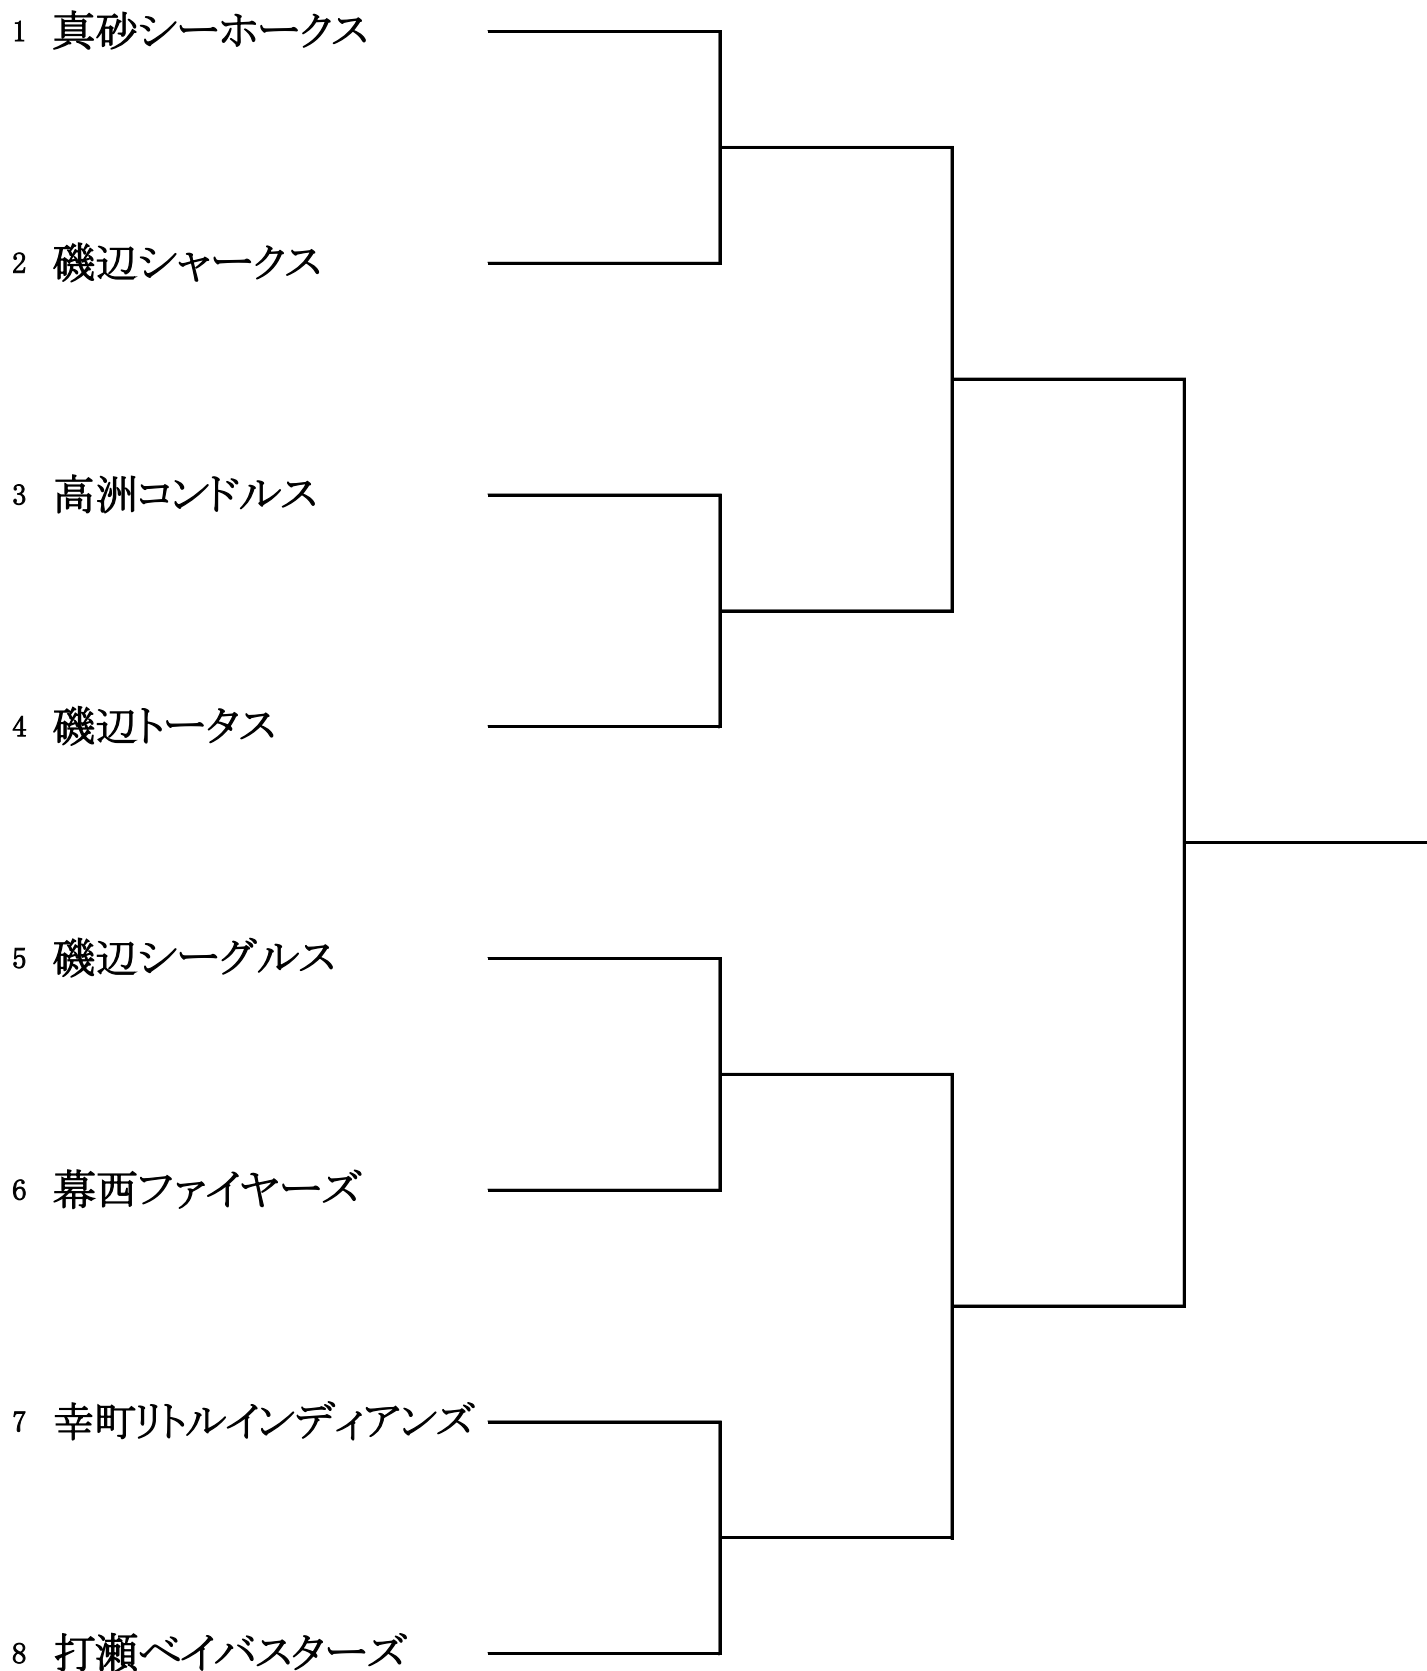 1 真砂シーホークス
2 磯辺シャークス
3 高洲コンドルス
4 磯辺トータス
5 磯辺シーグルス
6 幕西ファイヤーズ
7 幸町リトルインディアンズ
8 打瀬ベイバスターズ